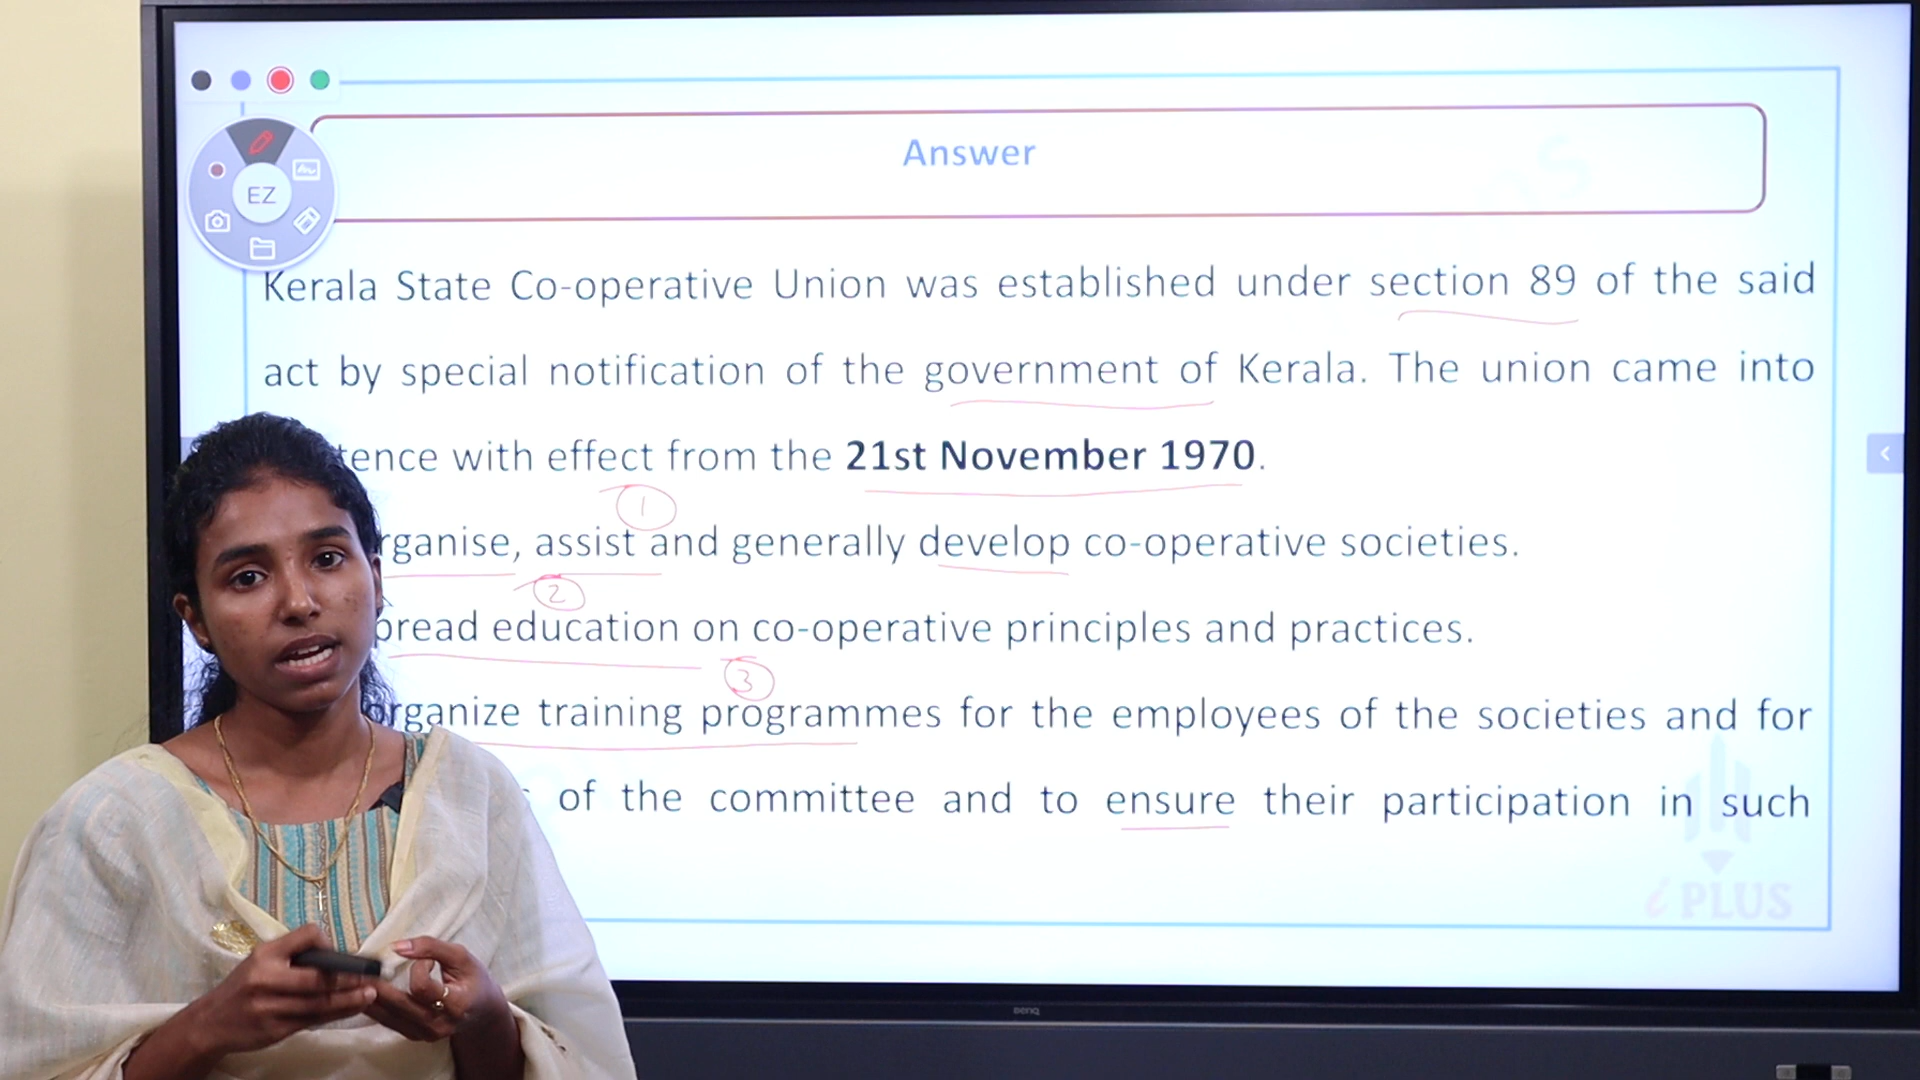 EZ
Answer
Kerala State Co-operative Union was established under section 89 of the said
act by special notification of the government of Kerala. The union came into
tence with effect from the 21st November 1970.
1
rganise, assist and generally develop co-operative societies.
2
pread education on co-operative principles and practices.
3
organize training programmes for the employees of the societies and for
of the committee and to ensure their participation in such
i PLUS
BenQ